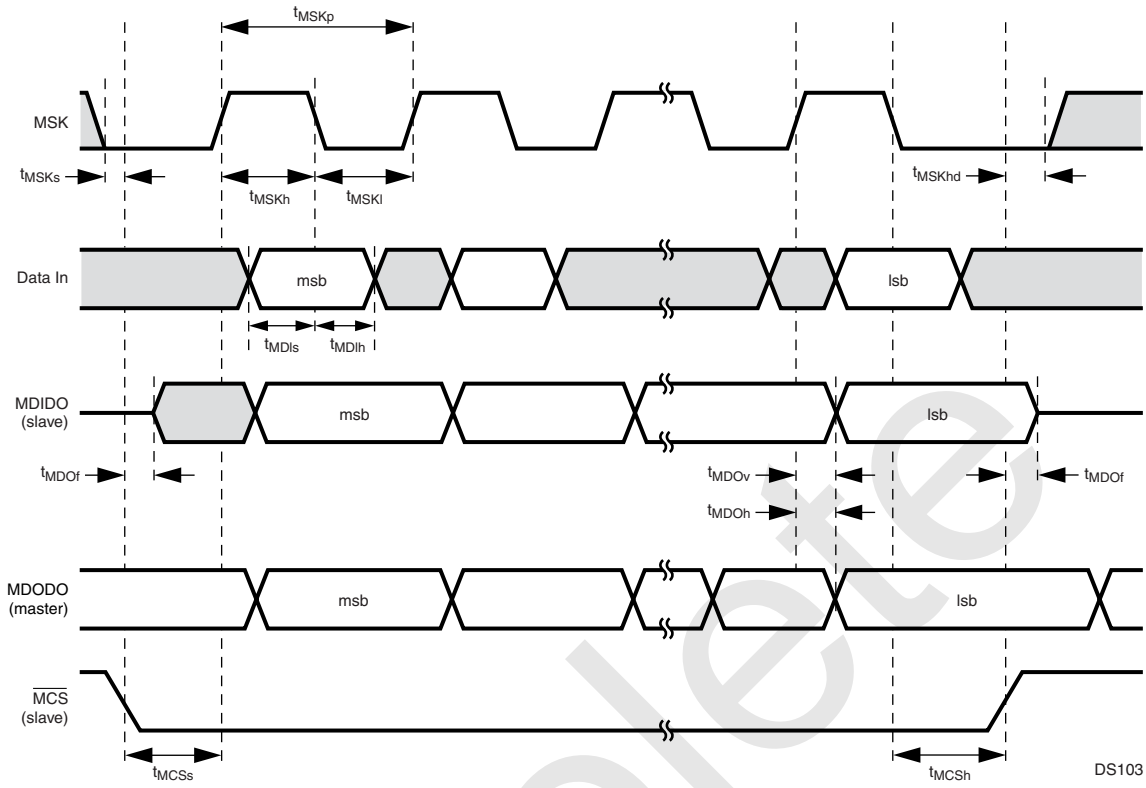 tMSKp
MSK
tMSKs
tMSKh
tMSKl
tMSKhd
Data In
msb
lsb
tMDIs
tMDIh
MDIDO
(slave)
msb
lsb
tMDOf
tMDOv
tMDOf
tMDOh
MDODO
(master)
msb
lsb
MCS
(slave)
tMCSs
tMCSh
DS103
plete